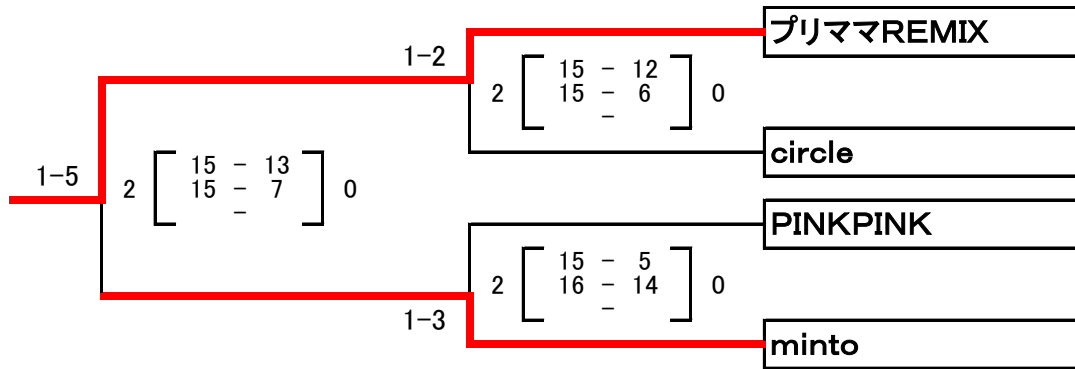 プリママREMIX
1-2
2 15 - 12 0
15 - 6
-
circle
1-5
2 15 - 13 0
15 - 7
-
PINKPINK
2 15 - 5 0
16 - 14
-
1-3
minto